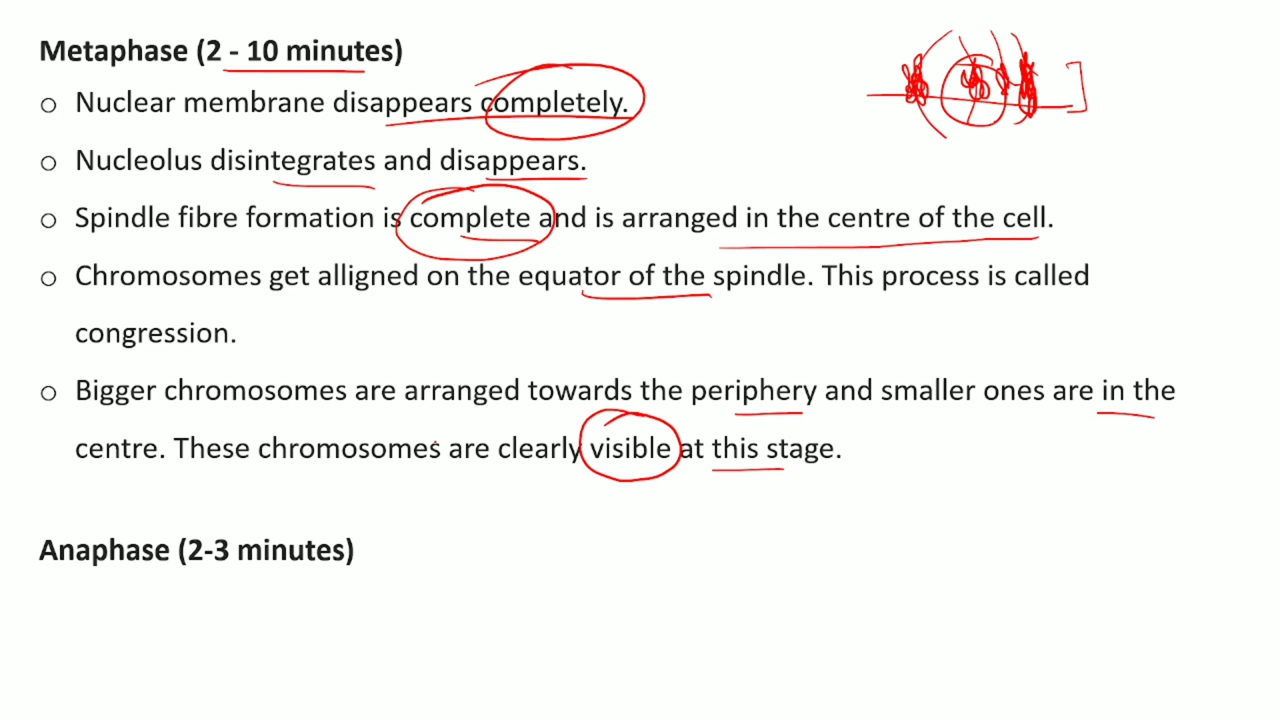 Metaphase (2 - 10 minutes)
o Nuclear membrane disappears completely.
o Nucleolus disintegrates and disappears.
o Spindle fibre formation is complete and is arranged in the centre of the cell.
o Chromosomes get alligned on the equator of the spindle. This process is called
congression.
o Bigger chromosomes are arranged towards the periphery and smaller ones are in the
centre. These chromosomes are clearly visible at this stage.
Anaphase (2-3 minutes)